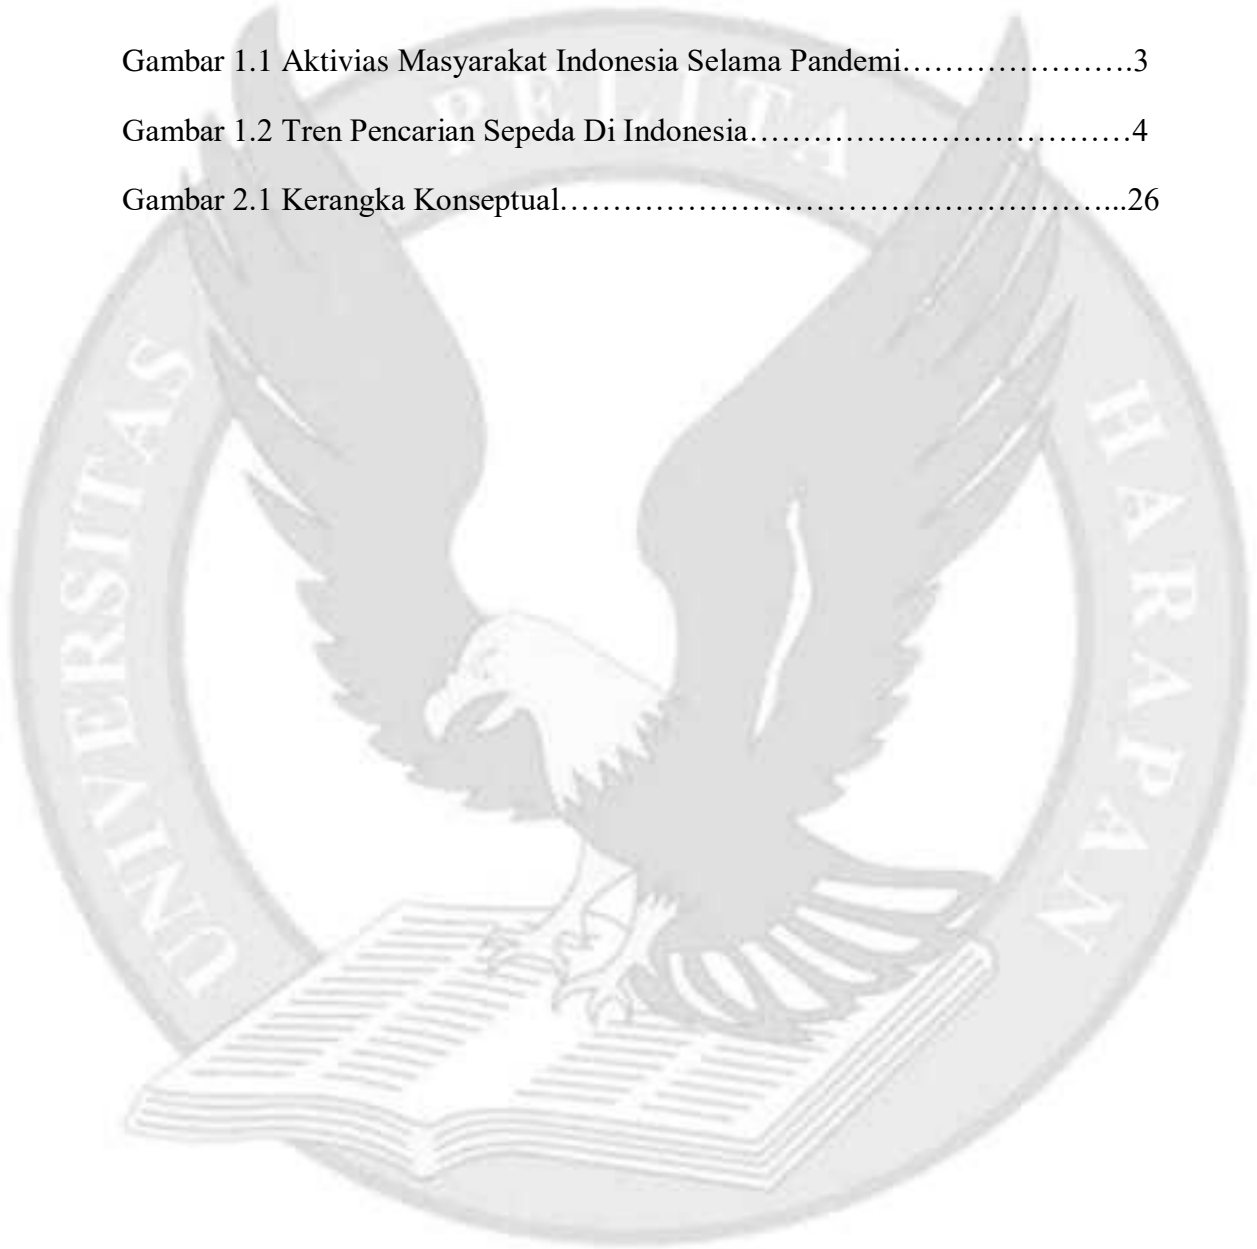 Gambar 1.1 Aktivias Masyarakat Indonesia Selama Pandemi………………….3
Gambar 1.2 Tren Pencarian Sepeda Di Indonesia………………………………4
Gambar 2.1 Kerangka Konseptual……………………………………………...26
UNIVERSITAS PELITA HARAPAN